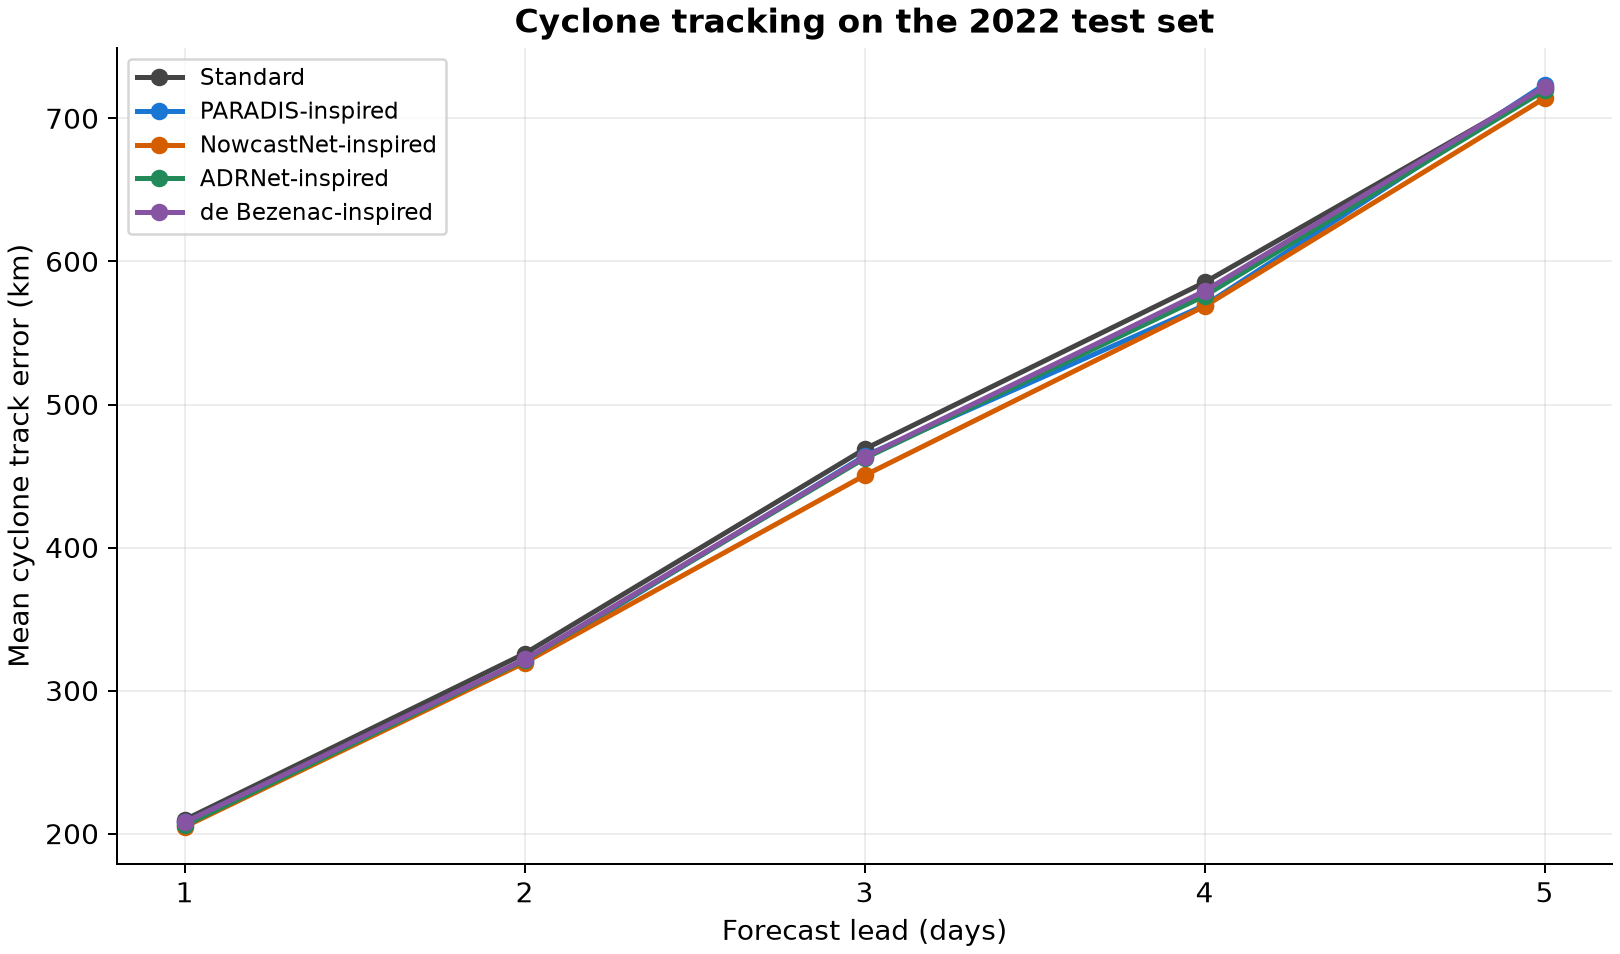 Cyclone tracking on the 2022 test set
Standard
PARADIS-inspired
NowcastNet-inspired
ADRNet-inspired
de Bezenac-inspired
Mean cyclone track error (km)
700
600
500
400
300
200
1 2 3 4 5
Forecast lead (days)